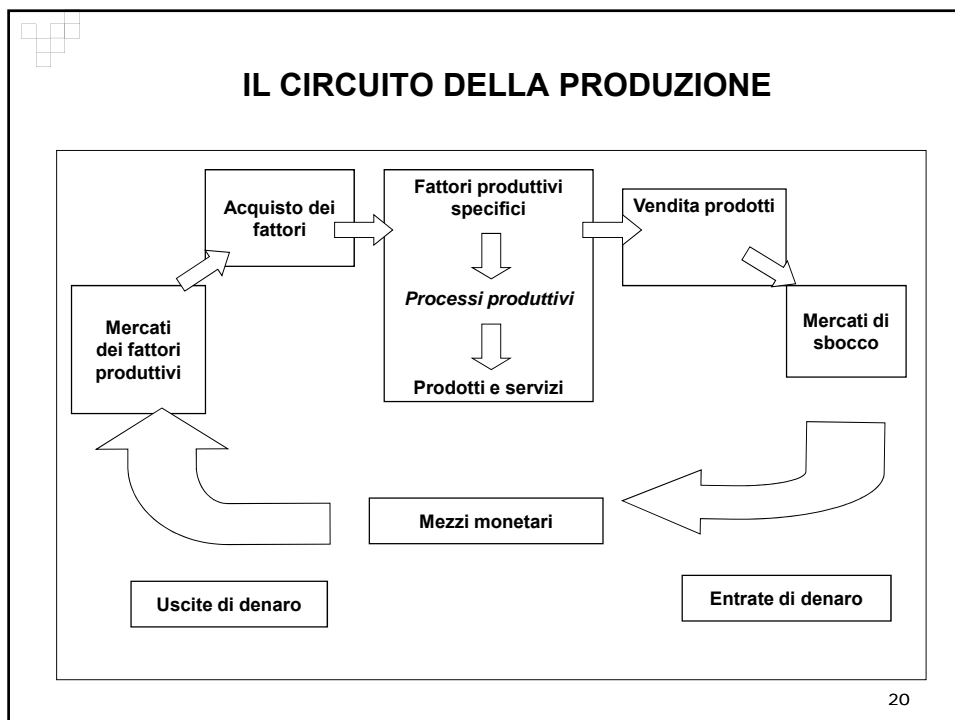 IL CIRCUITO DELLA PRODUZIONE
Acquisto dei
fattori
Fattori produttivi
specifici
Processi produttivi
Prodotti e servizi
Vendita prodotti
Mercati
dei fattori
produttivi
Mercati di
sbocco
Mezzi monetari
Uscite di denaro
Entrate di denaro
20